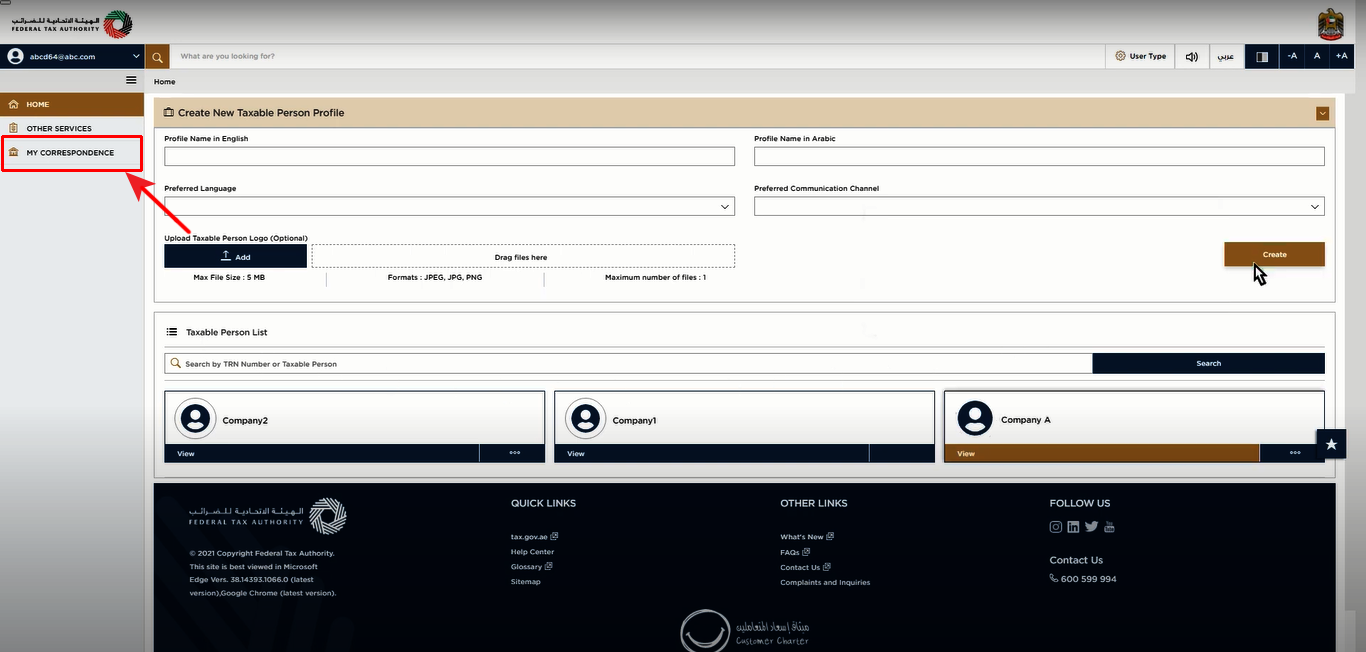 الهيئة الاتحادية للضرائب
FEDERAL TAX AUTHORITY
abcd64@abc.com
What are you looking for?
User Type
عربي
-A
A
+A
Home
HOME
OTHER SERVICES
MY CORRESPONDENCE
Create New Taxable Person Profile
Profile Name in English
Profile Name in Arabic
Preferred Language
Preferred Communication Channel
Upload Taxable Person Logo (Optional)
Add
Drag files here
Create
Max File Size : 5 MB
Formats : JPEG, JPG, PNG
Maximum number of files : 1
Taxable Person List
Search by TRN Number or Taxable Person
Search
Company2
View
Company1
View
Company A
View
الهيئة الاتحادية للضرائب
FEDERAL TAX AUTHORITY
© 2021 Copyright Federal Tax Authority.
This site is best viewed in Microsoft
Edge Vers. 38.14393.1066.0 (latest
version),Google Chrome (latest version).
QUICK LINKS
tax.gov.ae
Help Center
Glossary
Sitemap
OTHER LINKS
What's New
FAQs
Contact Us
Complaints and Inquiries
FOLLOW US
Contact Us
600 599 994
ميثاق إسعاد المتعاملين
Customer Charter